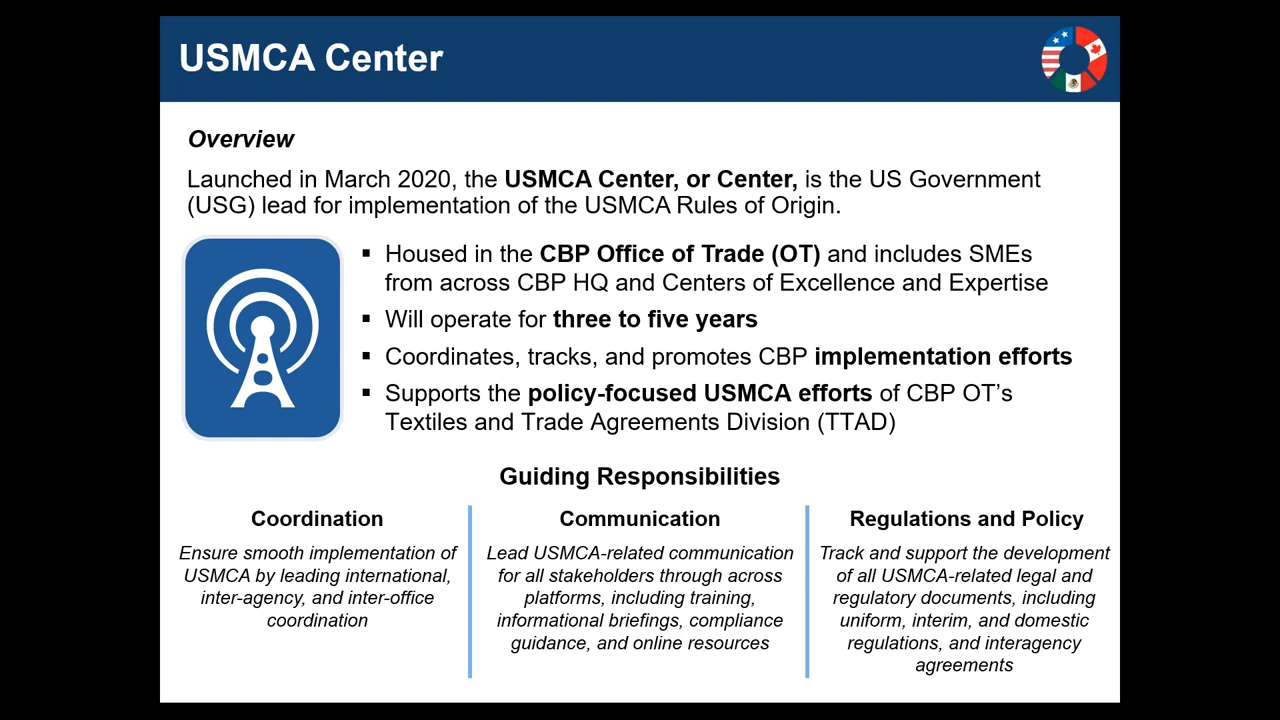 USMCA Center
Overview
Launched in March 2020, the USMCA Center, or Center, is the US Government
(USG) lead for implementation of the USMCA Rules of Origin.
▪ Housed in the CBP Office of Trade (OT) and includes SMEs
from across CBP HQ and Centers of Excellence and Expertise
▪ Will operate for three to five years
▪ Coordinates, tracks, and promotes CBP implementation efforts
▪ Supports the policy-focused USMCA efforts of CBP OT’s
Textiles and Trade Agreements Division (TTAD)
Guiding Responsibilities
Coordination
Ensure smooth implementation of
USMCA by leading international,
inter-agency, and inter-office
coordination
Communication
Lead USMCA-related communication
for all stakeholders through across
platforms, including training,
informational briefings, compliance
guidance, and online resources
Regulations and Policy
Track and support the development
of all USMCA-related legal and
regulatory documents, including
uniform, interim, and domestic
regulations, and interagency
agreements